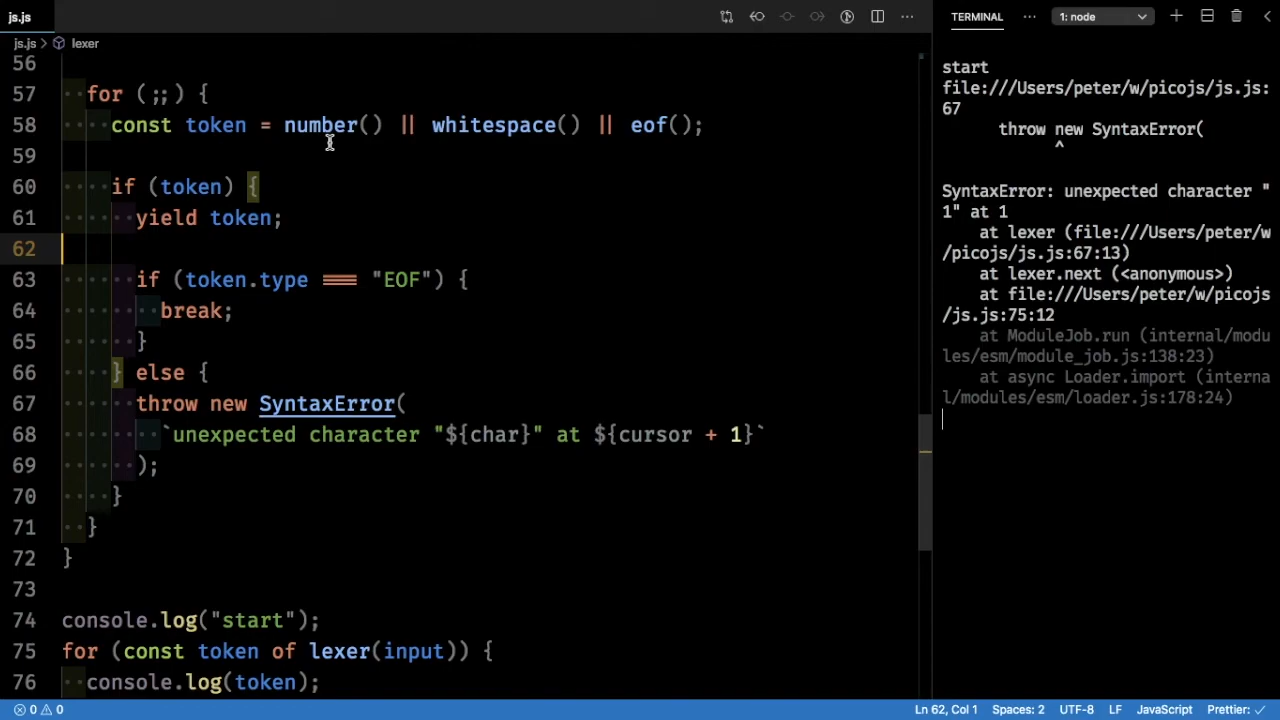 js.js
js.js > lexer
56
57 for (;;) {
58 const token = number() || whitespace() || eof();
59
60 if (token) {
61 yield token;
62
63 if (token.type === "EOF") {
64 break;
65 }
66 } else {
67 throw new SyntaxError(
68 `unexpected character "${char}" at ${cursor + 1}`
69 );
70 }
71 }
72 }
73
74 console.log("start");
75 for (const token of lexer(input)) {
76 console.log(token);
TERMINAL
1: node
start
file:///Users/peter/w/picojs/js.js:
67
throw new SyntaxError(
^
SyntaxError: unexpected character "
1" at 1
at lexer (file:///Users/peter/w
/picojs/js.js:67:13)
at lexer.next (<anonymous>)
at file:///Users/peter/w/picojs
/js.js:75:12
at ModuleJob.run (internal/modu
les/esm/module_job.js:138:23)
at async Loader.import (interna
l/modules/esm/loader.js:178:24)
0 0
Ln 62, Col 1 Spaces: 2 UTF-8 LF JavaScript Prettier: ✓